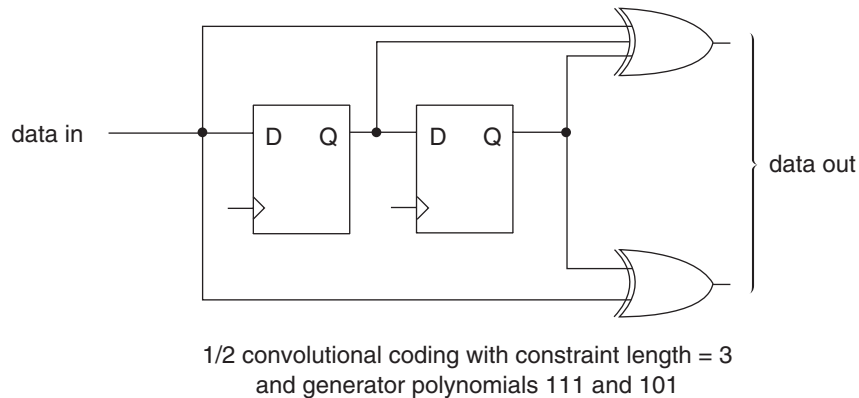 data in
D Q
D Q
data out
1/2 convolutional coding with constraint length = 3
and generator polynomials 111 and 101